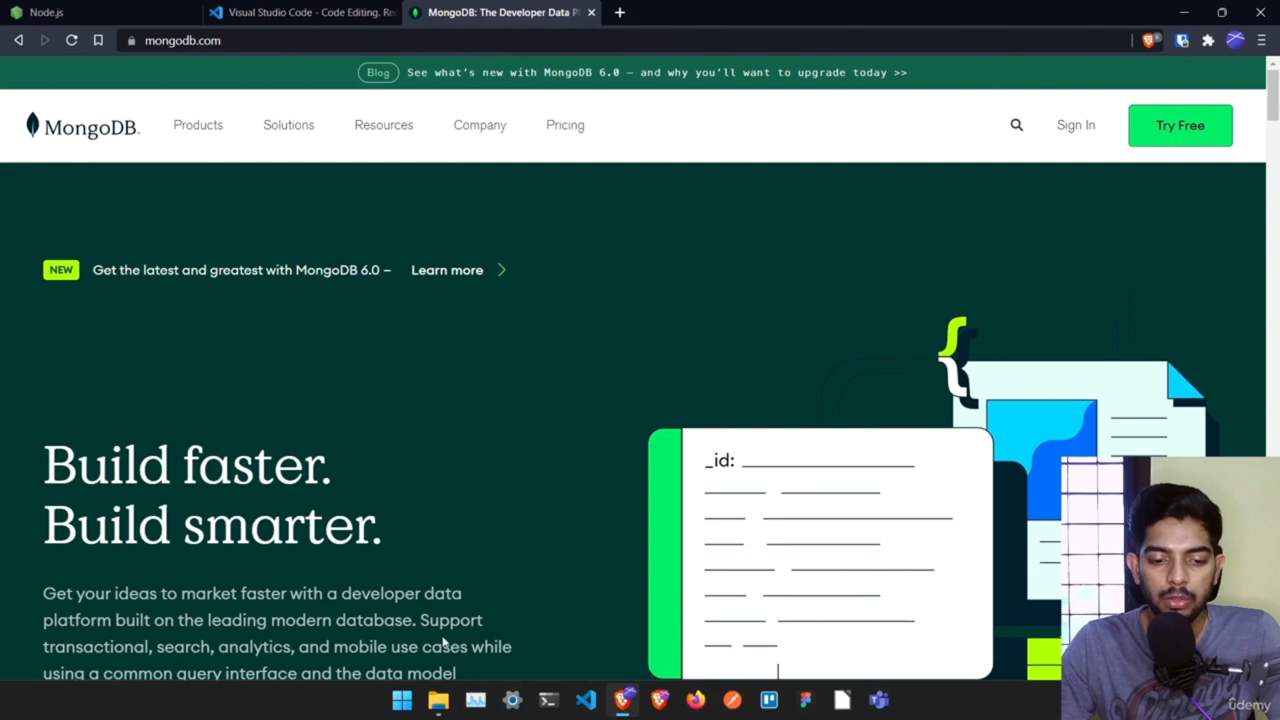 Node.js
Visual Studio Code - Code Editing. Re
MongoDB: The Developer Data P
mongodb.com
Blog See what's new with MongoDB 6.0 — and why you'll want to upgrade today >>
MongoDB.
Products
Solutions
Resources
Company
Pricing
Sign In
Try Free
NEW Get the latest and greatest with MongoDB 6.0 – Learn more
Build faster.
Build smarter.
_id:
Get your ideas to market faster with a developer data
platform built on the leading modern database. Support
transactional, search, analytics, and mobile use cases while
using a common query interface and the data model
ûdemy